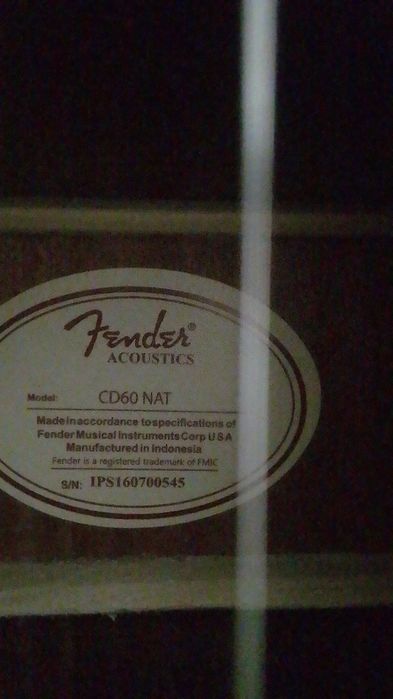 Fender®
ACOUSTICS
Model: CD60 NAT
Made in accordance to specifications of
Fender Musical Instruments Corp U S A
Manufactured in Indonesia
Fender is a registered trademark of FMIC
S/N: IPS160700545